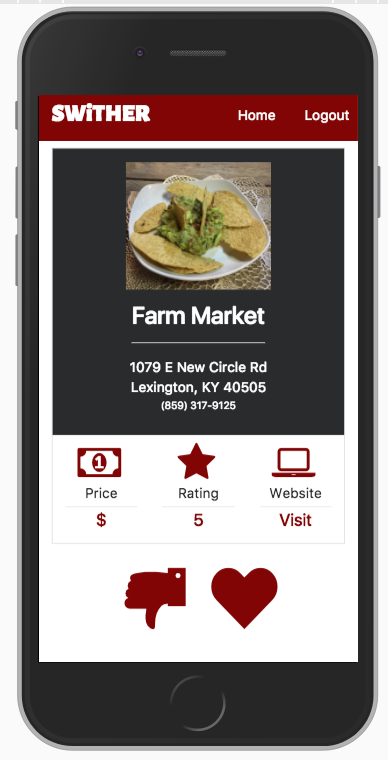 SWiTHER
Home Logout
Farm Market
1079 E New Circle Rd
Lexington, KY 40505
(859) 317-9125
1
Price Rating Website
$ 5 Visit